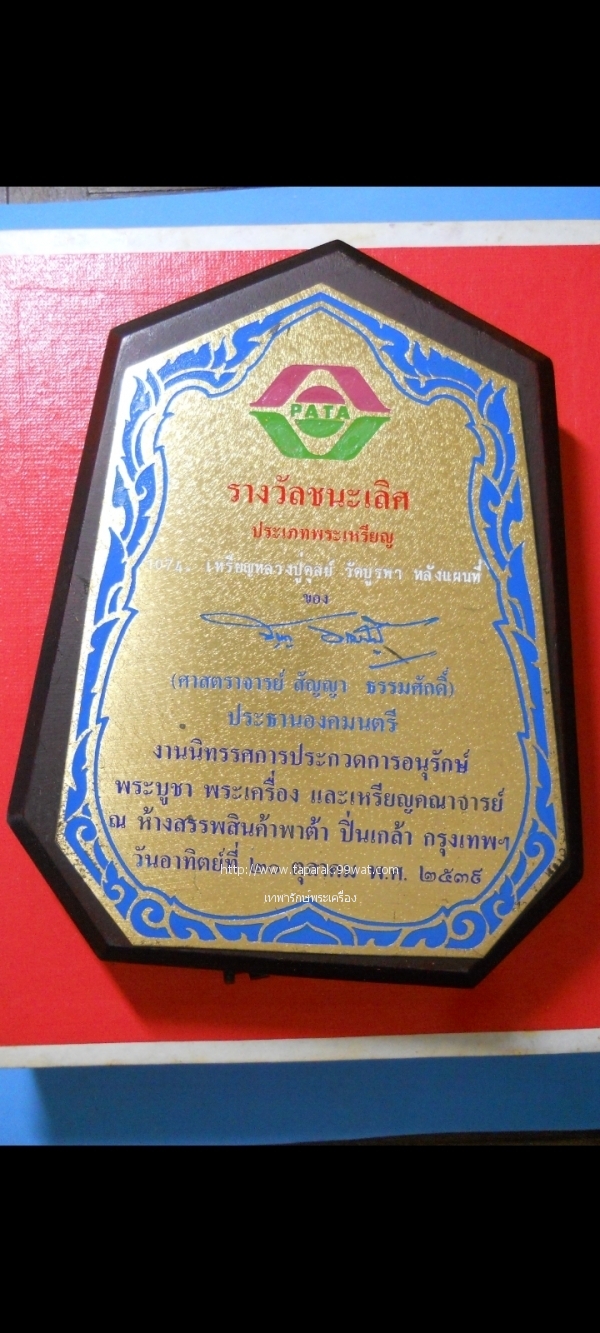 PATA
รางวัลชนะเลิศ
ประเภทพระเหรียญ
1074. เหรียญหลวงปู่ดุลย์ วัดบูรพา หลังแผนที่
ของ
(ศาสตราจารย์ สัญญา ธรรมศักดิ์)
ประธานองคมนตรี
งานนิทรรศการประกวดการอนุรักษ์
พระบูชา พระเครื่อง และเหรียญคณาจารย์
ณ ห้างสรรพสินค้าพาต้า ปิ่นเกล้า กรุงเทพฯ
วันอาทิตย์ที่ ตุลาคม พ.ศ. ๒๕๓๙
http://www.taparak99wat.com/
เทพารักษ์พระเครื่อง